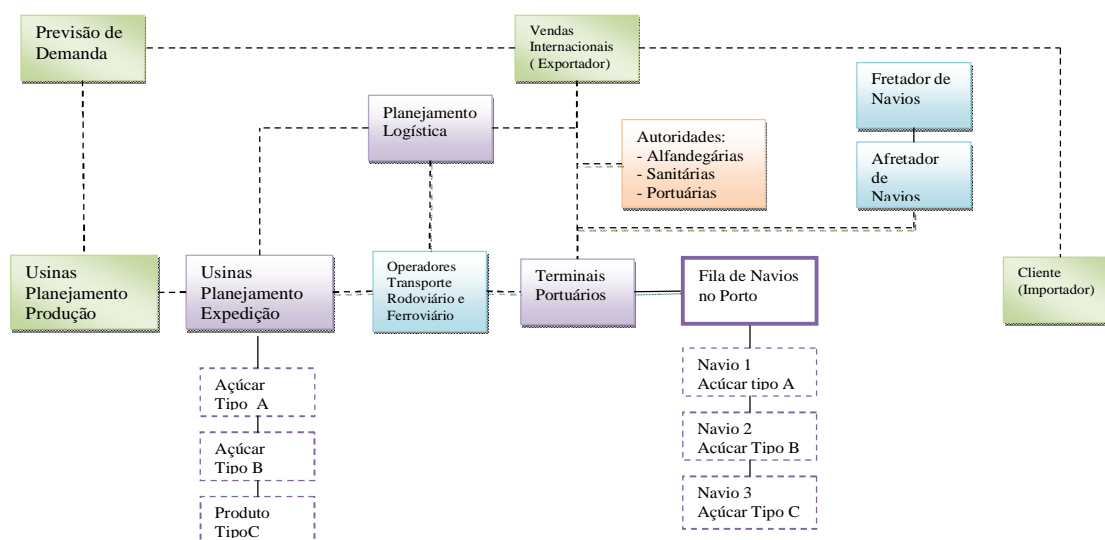 Previsão de
Demanda
Vendas
Internacionais
( Exportador)
Fretador de
Navios
Planejamento
Logística
Autoridades:
- Alfandegárias
- Sanitárias
- Portuárias
Afretador
de
Navios
Usinas
Planejamento
Produção
Usinas
Planejamento
Expedição
Operadores
Transporte
Rodoviário e
Ferroviário
Terminais
Portuários
Fila de Navios
no Porto
Cliente
(Importador)
Açúcar
Tipo A
Açúcar
Tipo B
Produto
TipoC
Navio 1
Açúcar tipo A
Navio 2
Açúcar Tipo B
Navio 3
Açúcar Tipo C